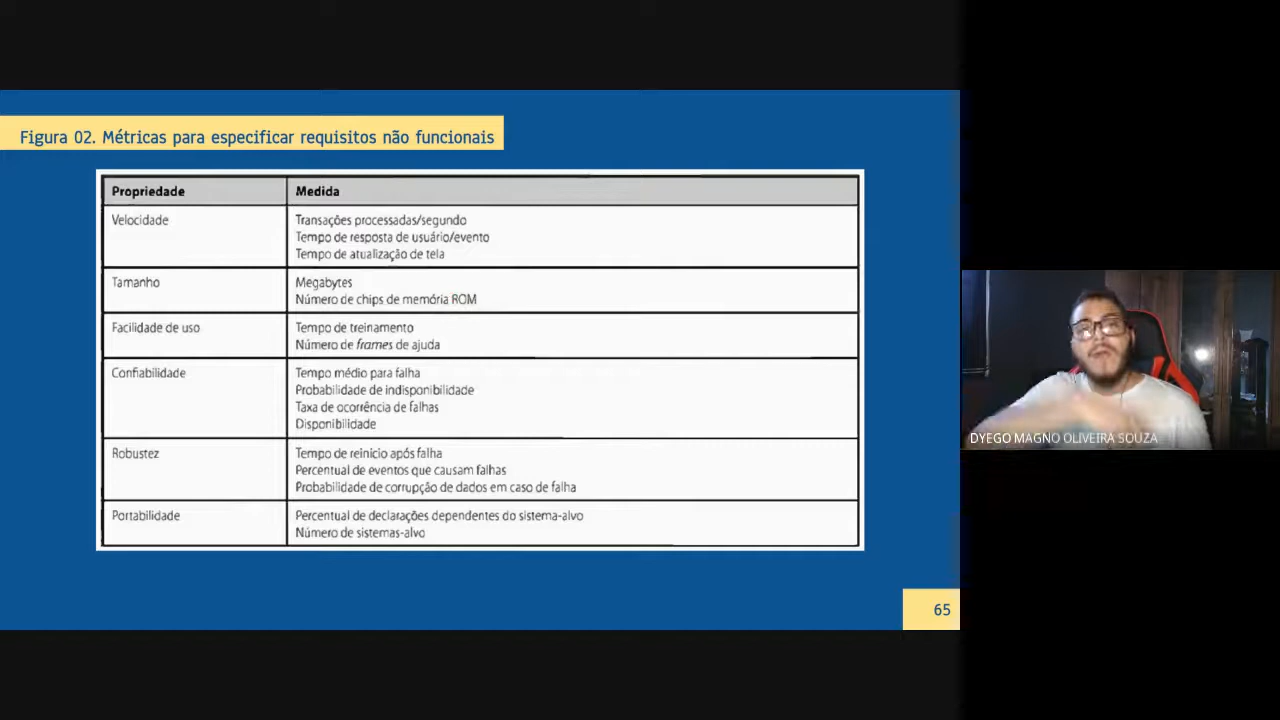 Figura 02. Métricas para especificar requisitos não funcionais
Propriedade Medida
Velocidade Transações processadas/segundo
Tempo de resposta de usuário/evento
Tempo de atualização de tela
Tamanho Megabytes
Número de chips de memória ROM
Facilidade de uso Tempo de treinamento
Número de frames de ajuda
Confiabilidade Tempo médio para falha
Probabilidade de indisponibilidade
Taxa de ocorrência de falhas
Disponibilidade
Robustez Tempo de reinício após falha
Percentual de eventos que causam falhas
Probabilidade de corrupção de dados em caso de falha
Portabilidade Percentual de declarações dependentes do sistema-alvo
Número de sistemas-alvo
DYEGO MAGNO OLIVEIRA SOUZA
65